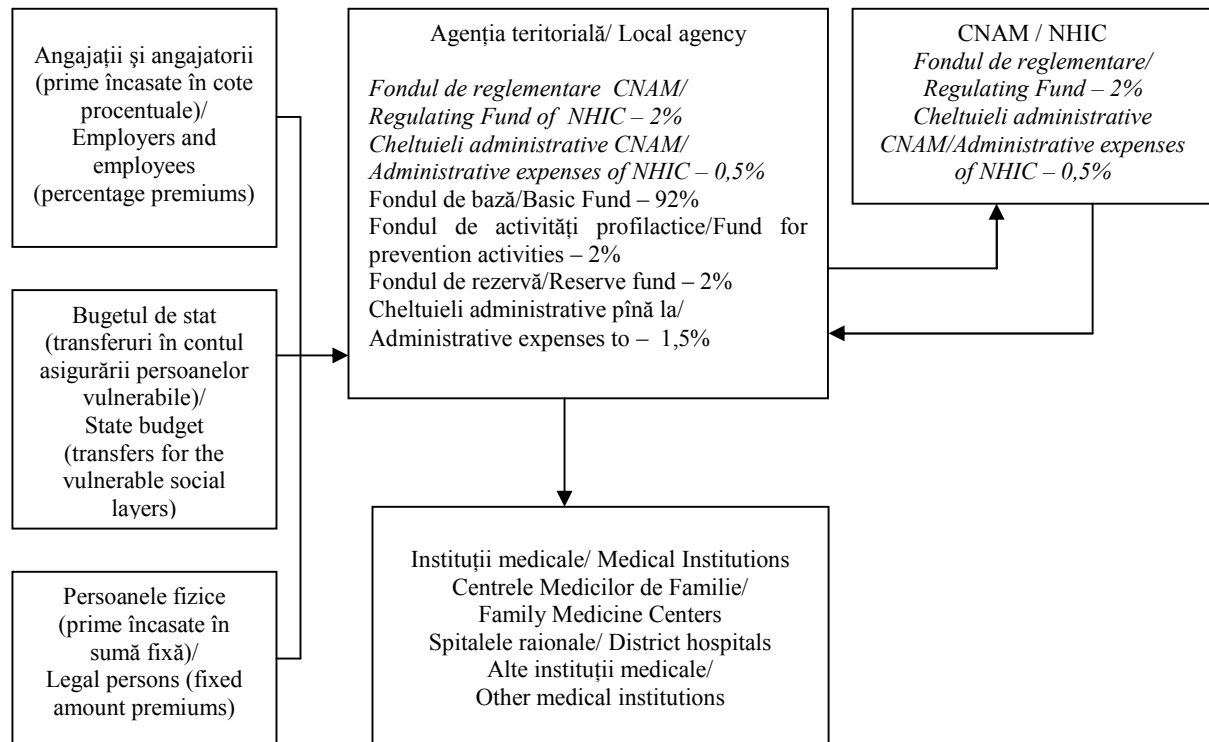 Angajații şi angajatorii
(prime încasate în cote
procentuale)/
Employers and
employees
(percentage premiums)
Bugetul de stat
(transferuri în contul
asigurării persoanelor
vulnerabile)/
State budget
(transfers for the
vulnerable social
layers)
Persoanele fizice
(prime încasate în
sumă fixă)/
Legal persons (fixed
amount premiums)
Agenția teritorială/ Local agency
Fondul de reglementare CNAM/
Regulating Fund of NHIC – 2%
Cheltuieli administrative CNAM/
Administrative expenses of NHIC – 0,5%
Fondul de bază/Basic Fund – 92%
Fondul de activități profilactice/Fund for
prevention activities – 2%
Fondul de rezervă/Reserve fund – 2%
Cheltuieli administrative pînă la/
Administrative expenses to – 1,5%
CNAM / NHIC
Fondul de reglementare/
Regulating Fund – 2%
Cheltuieli administrative
CNAM/Administrative expenses
of NHIC – 0,5%
Instituții medicale/ Medical Institutions
Centrele Medicilor de Familie/
Family Medicine Centers
Spitalele raionale/ District hospitals
Alte instituții medicale/
Other medical institutions